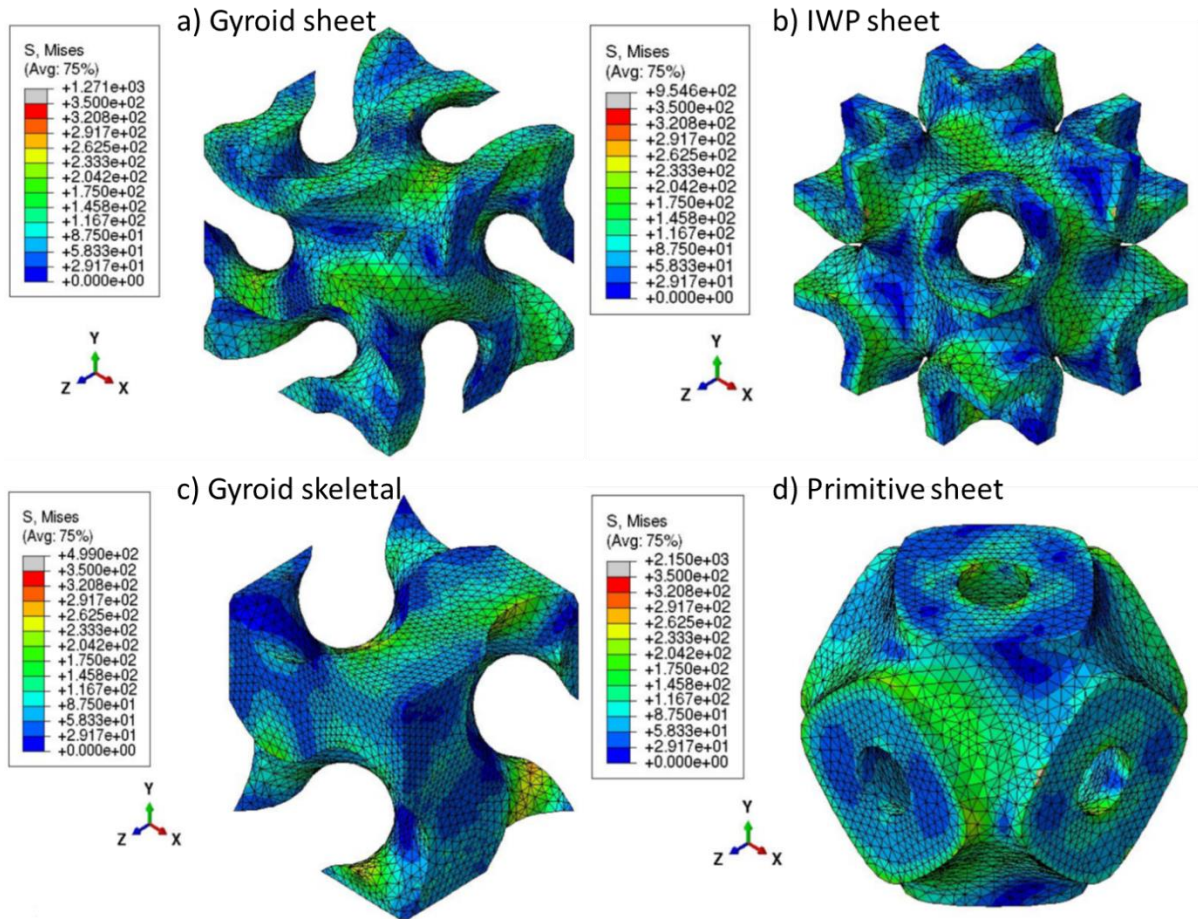 a) Gyroid sheet
S, Mises
(Avg: 75%)
+1.271e+03
+3.500e+02
+3.208e+02
+2.917e+02
+2.625e+02
+2.333e+02
+2.042e+02
+1.750e+02
+1.458e+02
+1.167e+02
+8.750e+01
+5.833e+01
+2.917e+01
+0.000e+00
Y
Z
X
b) IWP sheet
S, Mises
(Avg: 75%)
+9.546e+02
+3.500e+02
+3.208e+02
+2.917e+02
+2.625e+02
+2.333e+02
+2.042e+02
+1.750e+02
+1.458e+02
+1.167e+02
+8.750e+01
+5.833e+01
+2.917e+01
+0.000e+00
Y
Z
X
c) Gyroid skeletal
S, Mises
(Avg: 75%)
+4.990e+02
+3.500e+02
+3.208e+02
+2.917e+02
+2.625e+02
+2.333e+02
+2.042e+02
+1.750e+02
+1.458e+02
+1.167e+02
+8.750e+01
+5.833e+01
+2.917e+01
+0.000e+00
Y
Z
X
d) Primitive sheet
S, Mises
(Avg: 75%)
+2.150e+03
+3.500e+02
+3.208e+02
+2.917e+02
+2.625e+02
+2.333e+02
+2.042e+02
+1.750e+02
+1.458e+02
+1.167e+02
+8.750e+01
+5.833e+01
+2.917e+01
+0.000e+00
Y
Z
X